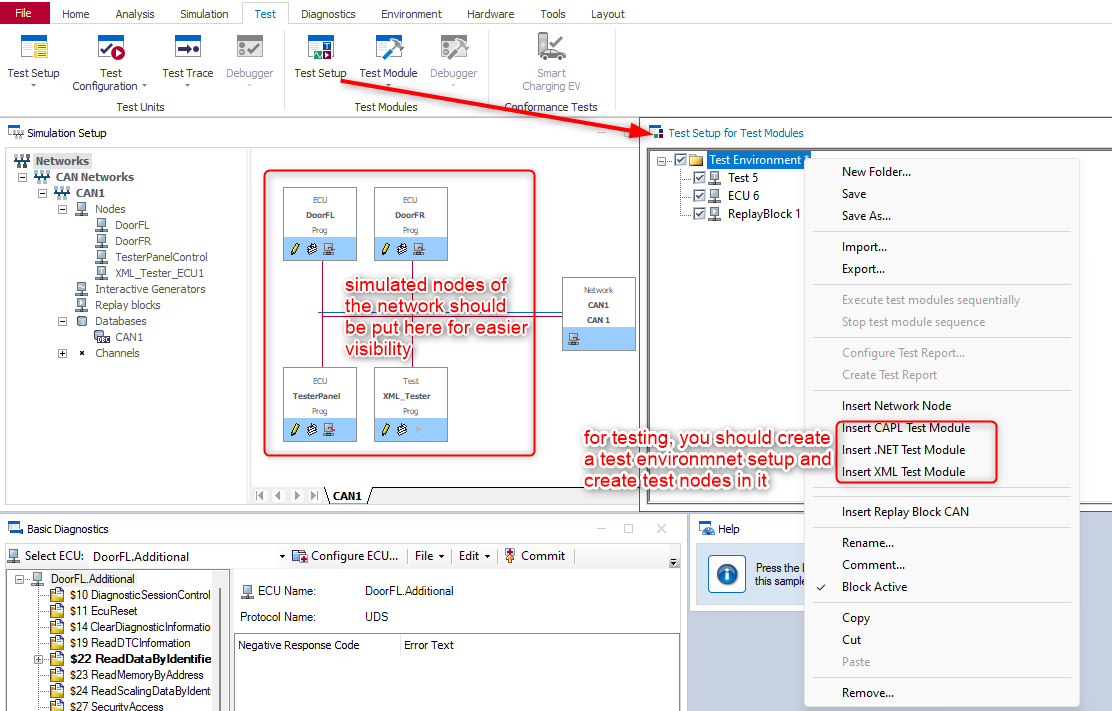 File
Home
Analysis
Simulation
Test
Diagnostics
Environment
Hardware
Tools
Layout
Test Setup
Test
Configuration
Test Trace
Debugger
Test Units
Test Setup
Test Module
Debugger
Test Modules
Smart
Charging EV
Conformance Tests
Simulation Setup
Networks
CAN Networks
CAN1
Nodes
DoorFL
DoorFR
TesterPanelControl
XML_Tester_ECU1
Interactive Generators
Replay blocks
Databases
CAN1
Channels
ECU
DoorFL
Prog
ECU
DoorFR
Prog
simulated nodes of
the network should
be put here for easier
visibility
Network
CAN1
CAN 1
ECU
TesterPanel
Prog
Test
XML_Tester
Prog
CAN1
Test Setup for Test Modules
Test Environment
Test 5
ECU 6
ReplayBlock 1
for testing, you should create
a test environmnet setup and
create test nodes in it
New Folder...
Save
Save As...
Import...
Export...
Execute test modules sequentially
Stop test module sequence
Configure Test Report...
Create Test Report
Insert Network Node
Insert CAPL Test Module
Insert .NET Test Module
Insert XML Test Module
Insert Replay Block CAN
Rename...
Comment...
Block Active
Copy
Cut
Paste
Remove...
Basic Diagnostics
Select ECU: DoorFL.Additional
Configure ECU...
File
Edit
Commit
DoorFL.Additional
$10 DiagnosticSessionControl
$11 EcuReset
$14 ClearDiagnosticInformatio
$19 ReadDTCInformation
$22 ReadDataByIdentifie
$23 ReadMemoryByAddress
$24 ReadScalingDataByIdent
$27 SecurityAccess
ECU Name: DoorFL.Additional
Protocol Name: UDS
Negative Response Code
Error Text
Help
Press the
this sample